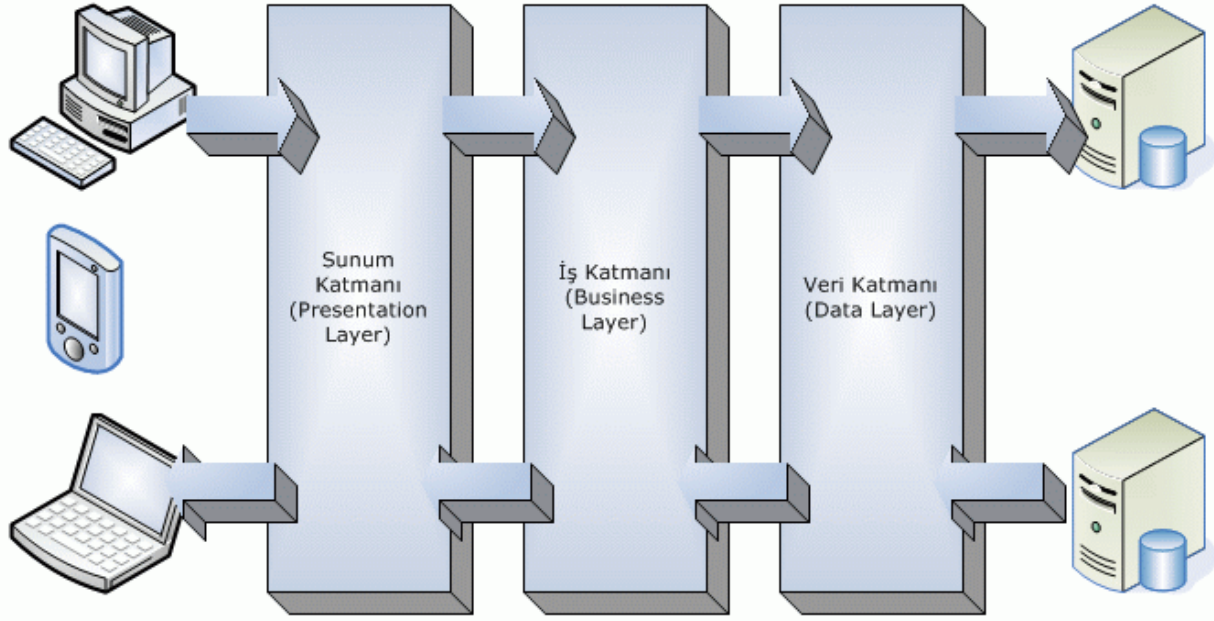 Sunum
Katmanı
(Presentation
Layer)
İş Katmanı
(Business
Layer)
Veri Katmanı
(Data Layer)